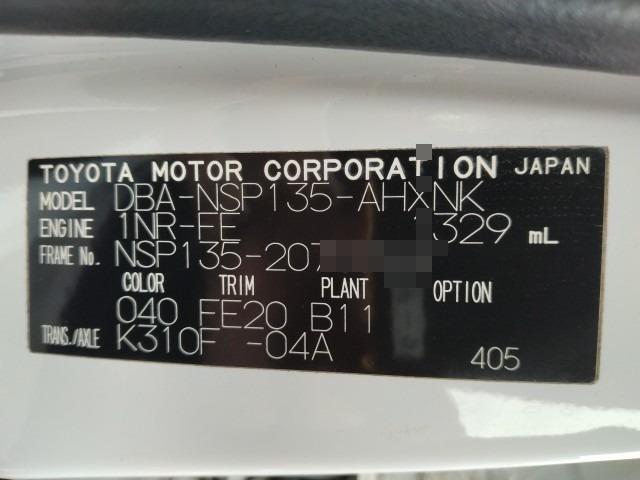 TOYOTA MOTOR CORPORATION JAPAN
MODEL DBA-NSP135-AHXNK
ENGINE 1NR-FE 1329 mL
FRAME No. NSP135-207
COLOR TRIM PLANT OPTION
040 FE20 B11
TRANS./AXLE K310F -04A
405